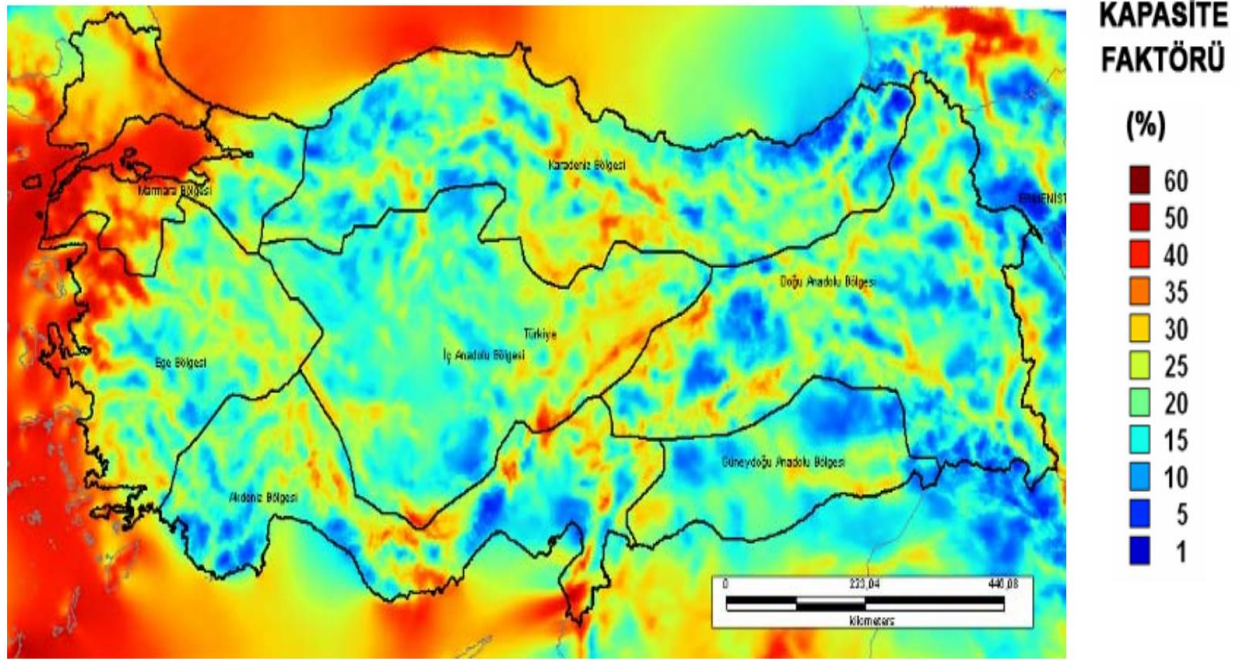 KAPASİTE
FAKTÖRÜ
(%)
60
50
40
35
30
25
20
15
10
5
1
Karadeniz Bölgesi
Marmara Bölgesi
Doğu Anadolu Bölgesi
Türkiye
İç Anadolu Bölgesi
Ege Bölgesi
Güneydoğu Anadolu Bölgesi
Akdeniz Bölgesi
0 223,04 440,08
kilometers